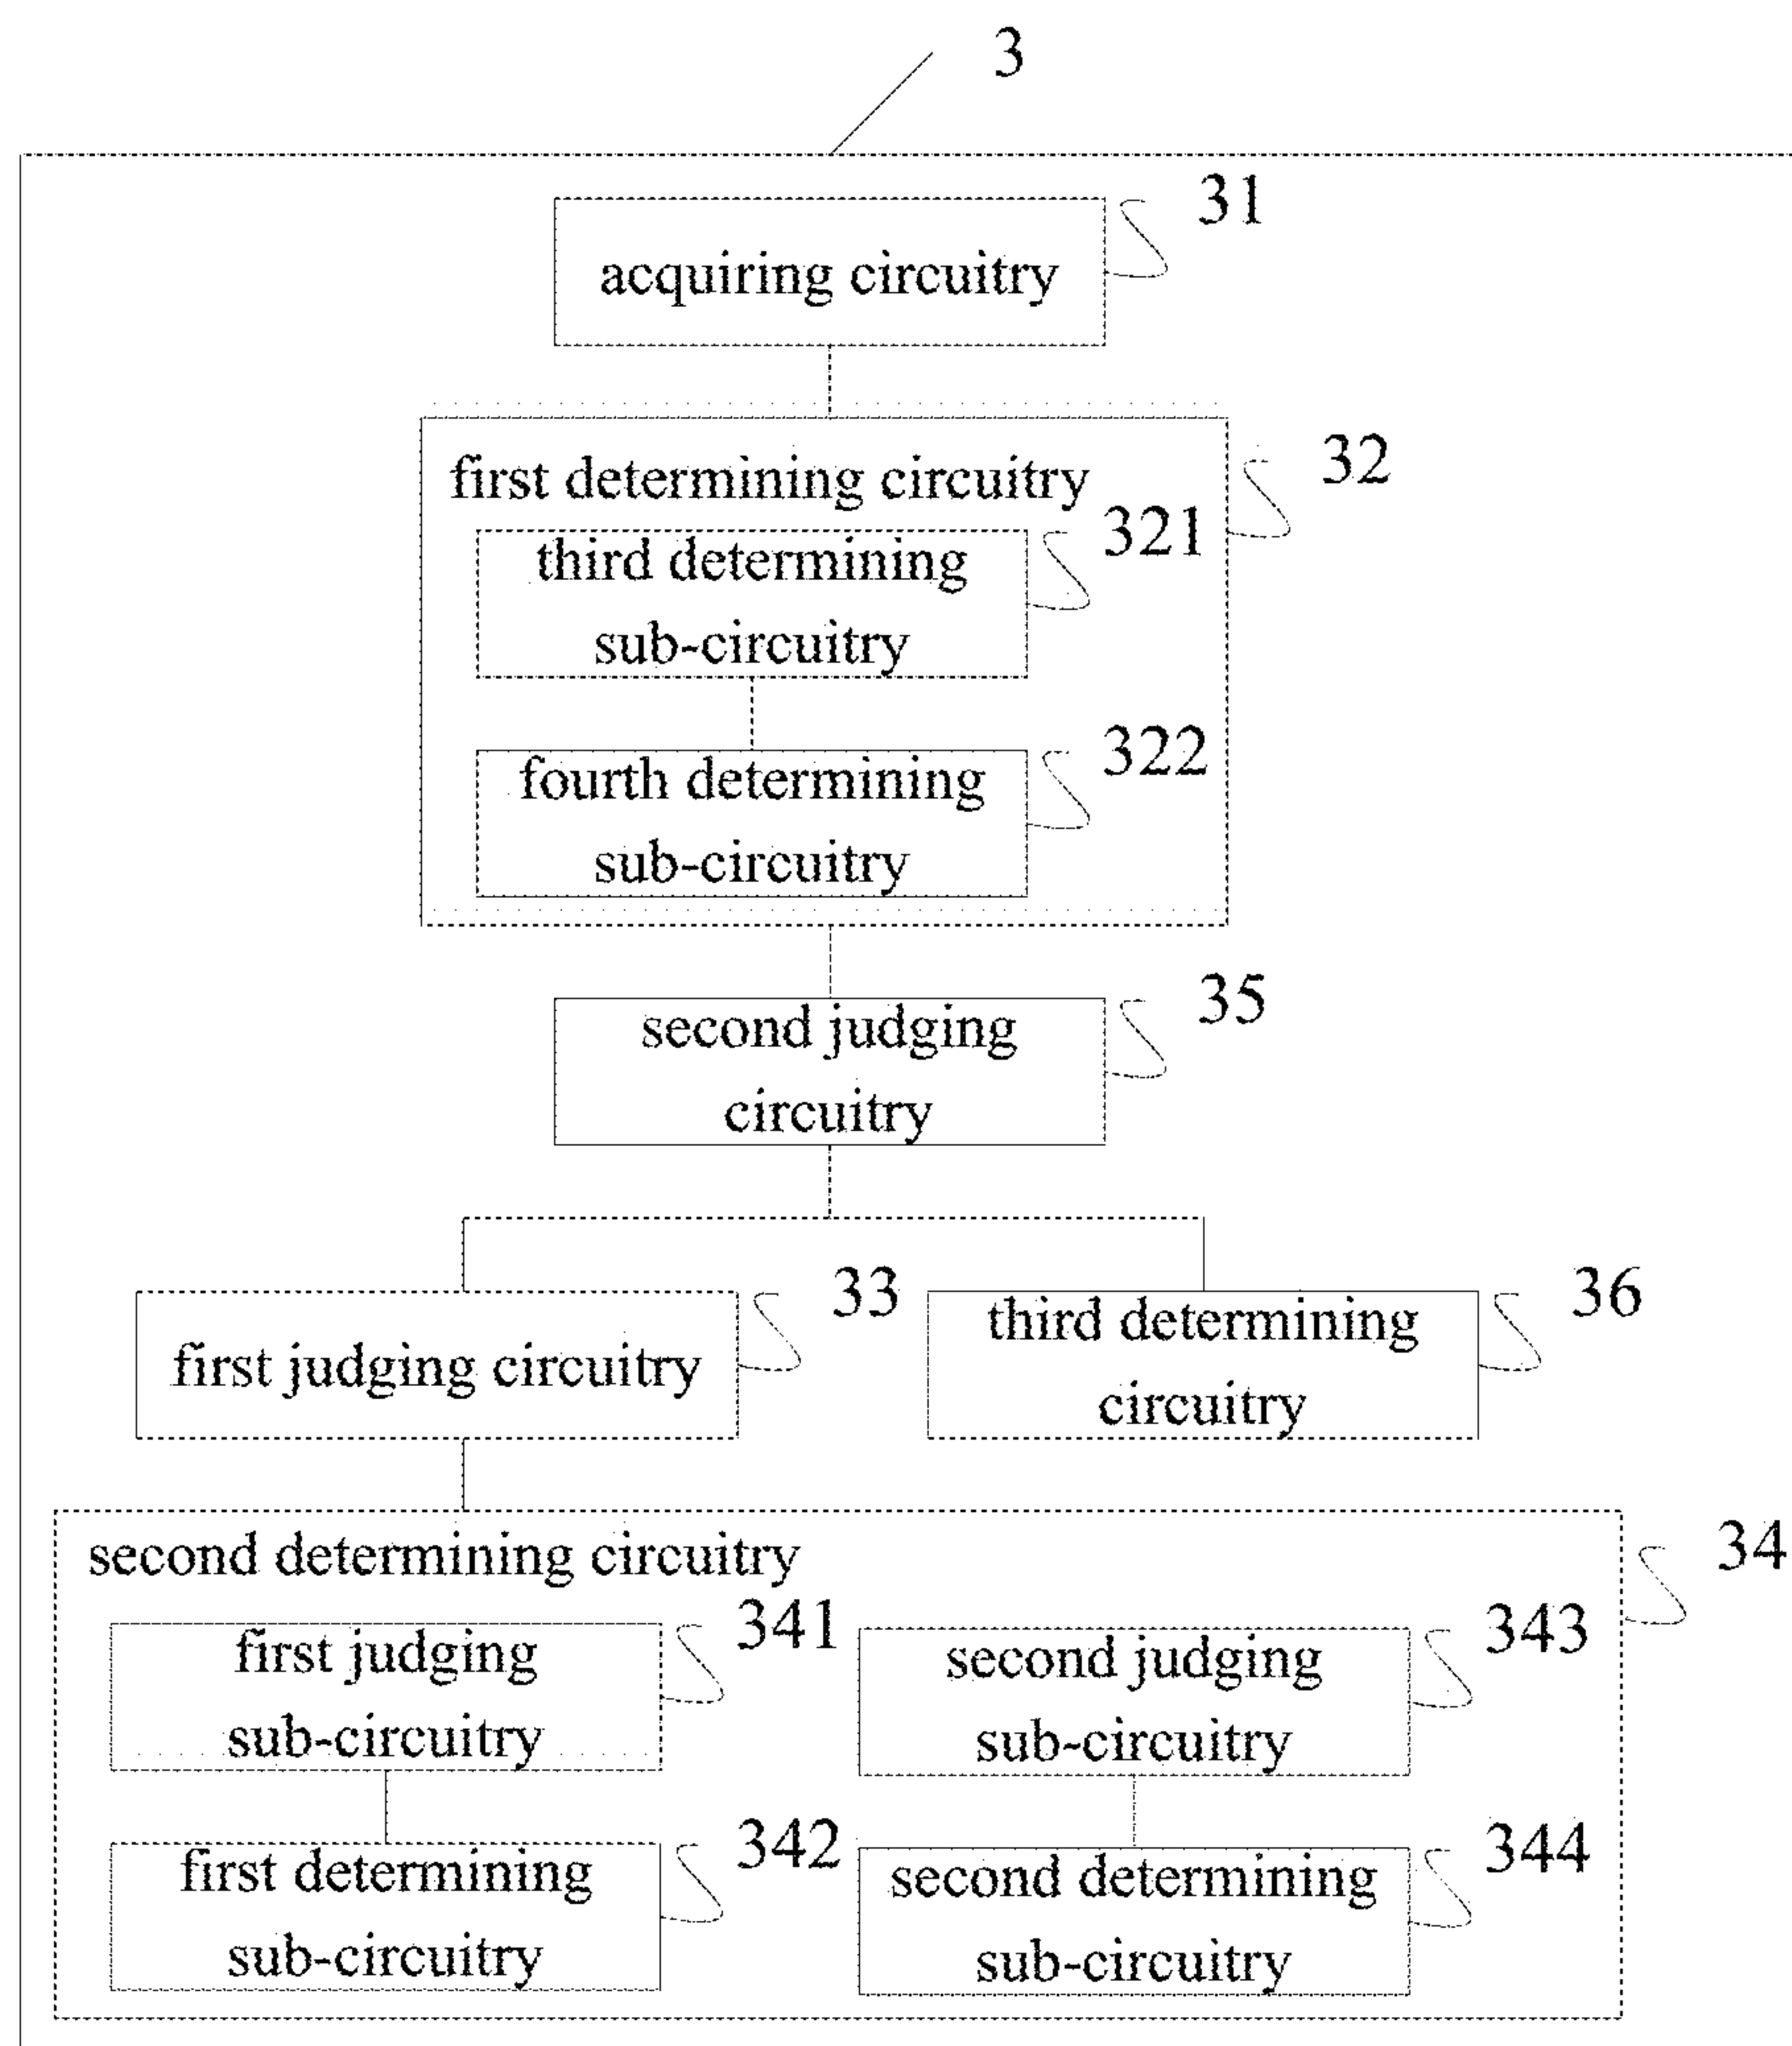 3
31
acquiring circuitry
32
first determining circuitry
321
third determining
sub-circuitry
322
fourth determining
sub-circuitry
35
second judging
circuitry
33
first judging circuitry
36
third determining
circuitry
34
second determining circuitry
341
first judging
sub-circuitry
343
second judging
sub-circuitry
342
first determining
sub-circuitry
344
second determining
sub-circuitry